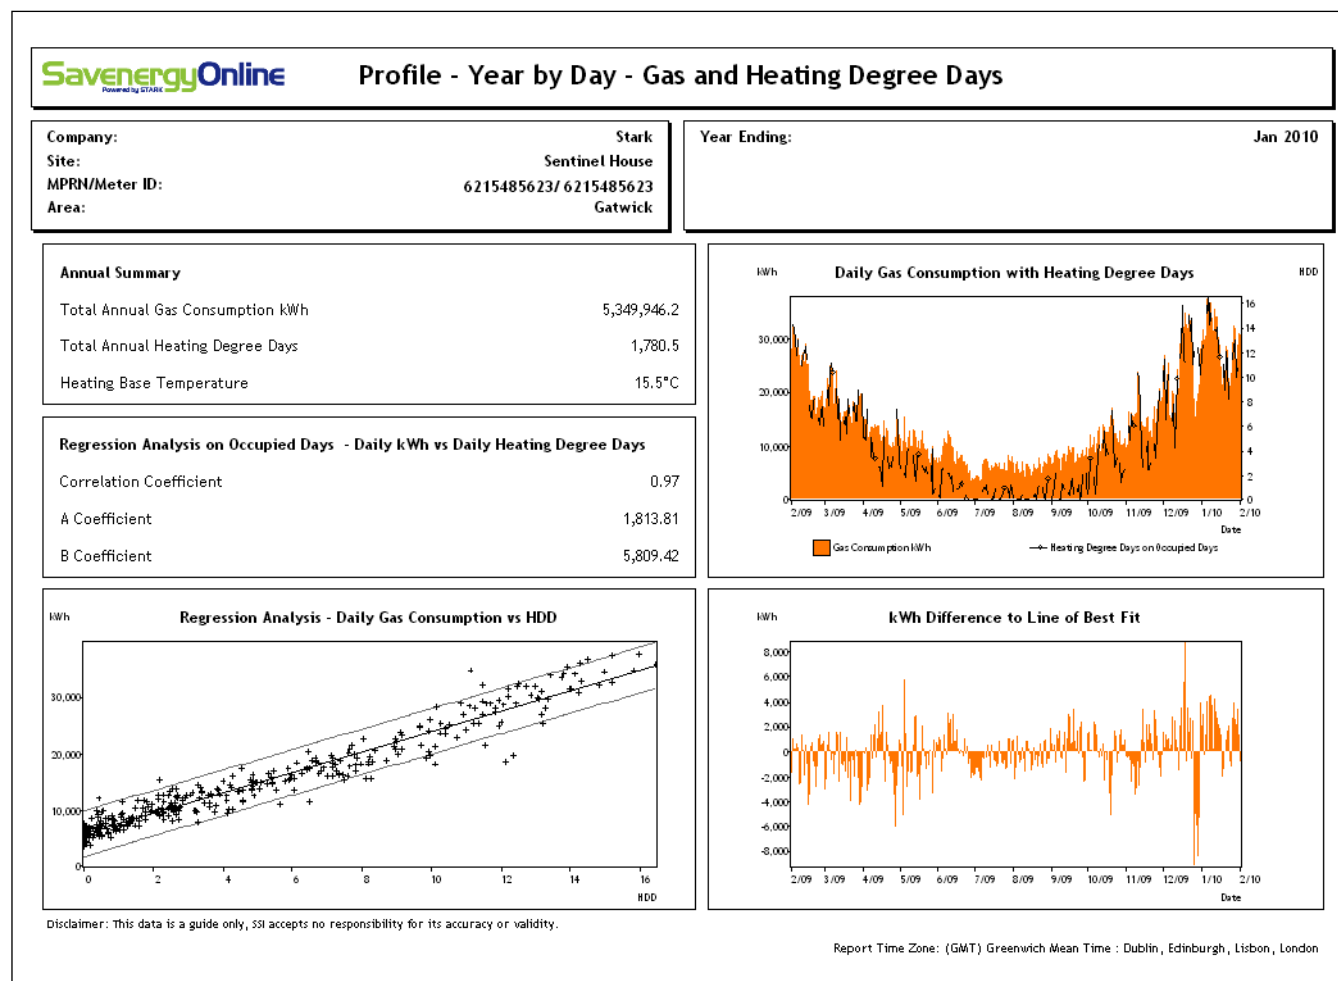 SavenergyOnline
Powered by STARK
Profile - Year by Day - Gas and Heating Degree Days
Company: Stark
Site: Sentinel House
MPRN/Meter ID: 6215485623/6215485623
Area: Gatwick
Year Ending: Jan 2010
Annual Summary
Total Annual Gas Consumption kWh 5,349,946.2
Total Annual Heating Degree Days 1,780.5
Heating Base Temperature 15.5°C
Regression Analysis on Occupied Days - Daily kWh vs Daily Heating Degree Days
Correlation Coefficient 0.97
A Coefficient 1,813.81
B Coefficient 5,809.42
kWh Daily Gas Consumption with Heating Degree Days HDD
30,000
20,000
10,000
0
16
14
12
10
8
6
4
2
0
2/09 3/09 4/09 5/09 6/09 7/09 8/09 9/09 10/09 11/09 12/09 1/10 2/10
Date
Gas Consumption kWh Heating Degree Days on Occupied Days
kWh Regression Analysis - Daily Gas Consumption vs HDD
30,000
20,000
10,000
0
0 2 4 6 8 10 12 14 16
HDD
kWh kWh Difference to Line of Best Fit
8,000
6,000
4,000
2,000
0
-2,000
-4,000
-6,000
-8,000
2/09 3/09 4/09 5/09 6/09 7/09 8/09 9/09 10/09 11/09 12/09 1/10 2/10
Date
Disclaimer: This data is a guide only, SSI accepts no responsibility for its accuracy or validity.
Report Time Zone: (GMT) Greenwich Mean Time : Dublin, Edinburgh, Lisbon, London